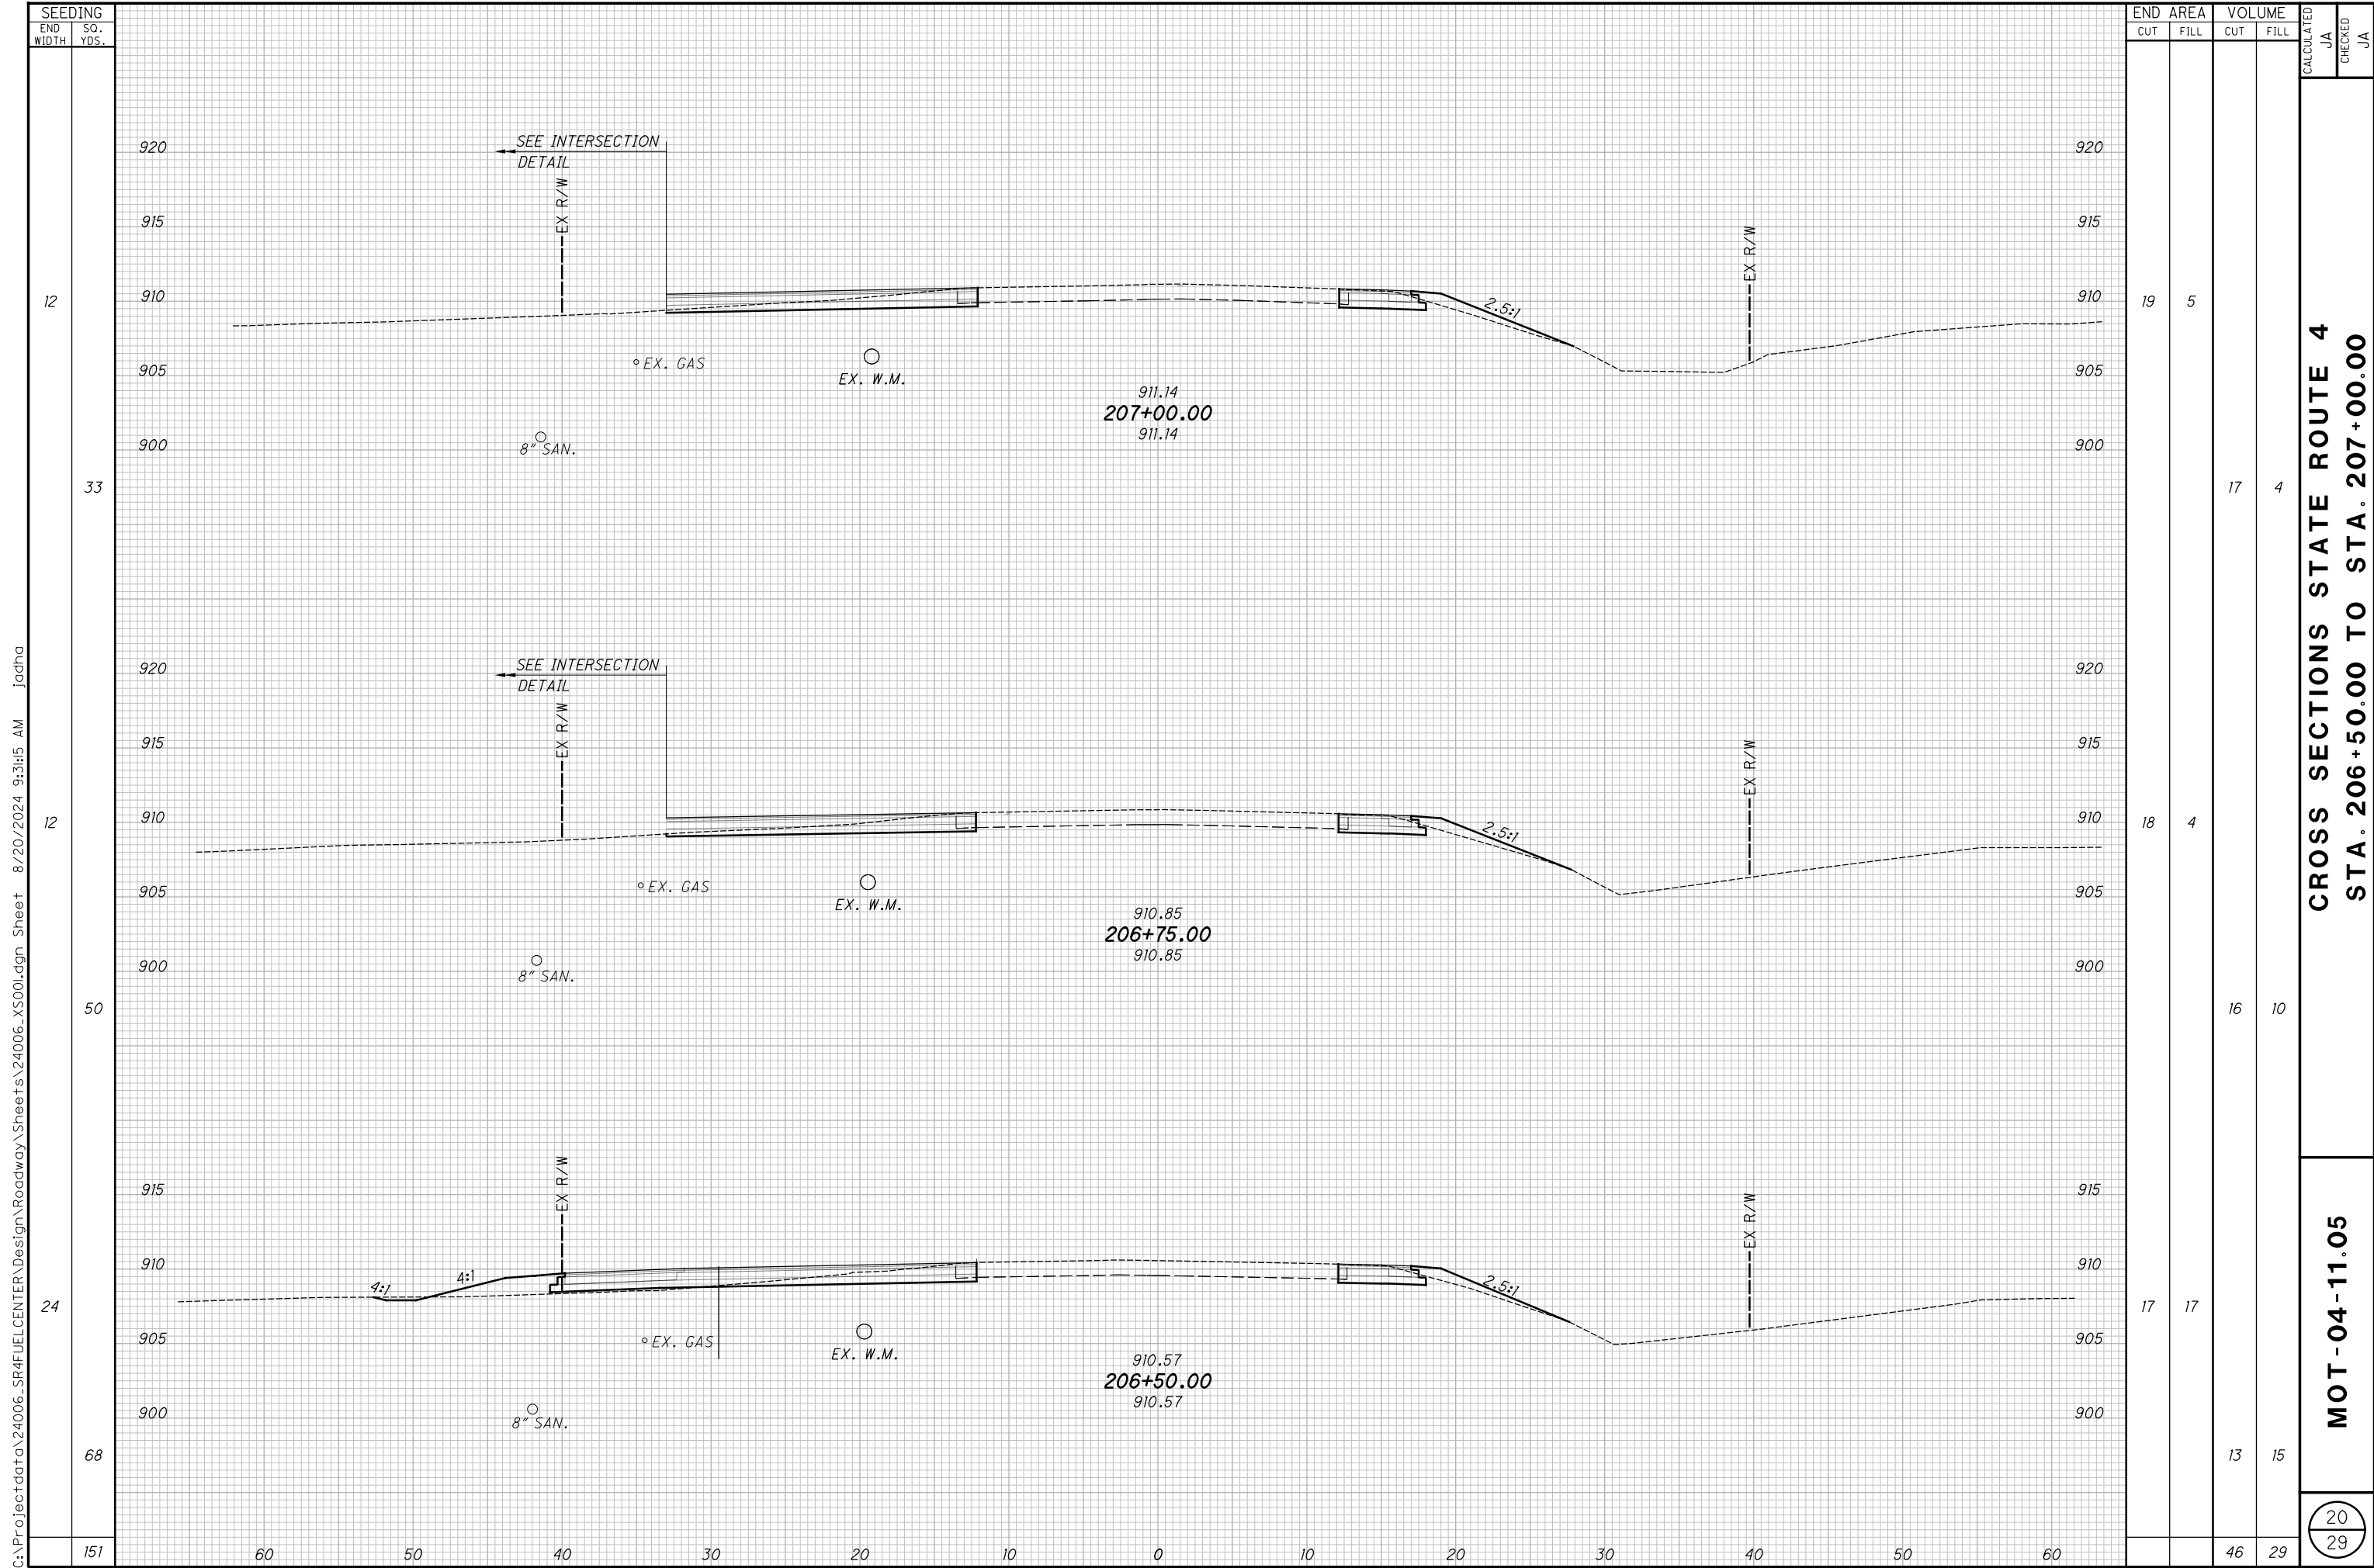 SEEDING
END WIDTH
SQ. YDS.
END AREA
VOLUME
CUT
FILL
CUT
FILL
CALCULATED
JA
CHECKED
JA
920
SEE INTERSECTION
DETAIL
920
EX R/W
915
EX R/W
915
12
910
2.5:1
910
19
5
905
EX. GAS
EX. W.M.
905
911.14
207+00.00
911.14
900
8" SAN.
900
33
17
4
920
SEE INTERSECTION
DETAIL
920
EX R/W
915
EX R/W
915
12
910
2.5:1
910
18
4
905
EX. GAS
EX. W.M.
905
910.85
206+75.00
910.85
900
8" SAN.
900
50
16
10
EX R/W
915
EX R/W
915
910
4:1
4:1
2.5:1
910
24
17
17
905
EX. GAS
EX. W.M.
905
910.57
206+50.00
910.57
900
8" SAN.
900
68
13
15
151
60
50
40
30
20
10
0
10
20
30
40
50
60
46
29
CROSS SECTIONS STATE ROUTE 4
STA. 206+50.00 TO STA. 207+00.00
MOT-04-11.05
20
29
C:\Projectdata\24006_SR4FUELCENTER\Design\Roadway\Sheets\24006_XS001.dgn Sheet 8/20/2024 9:31:15 AM jadha